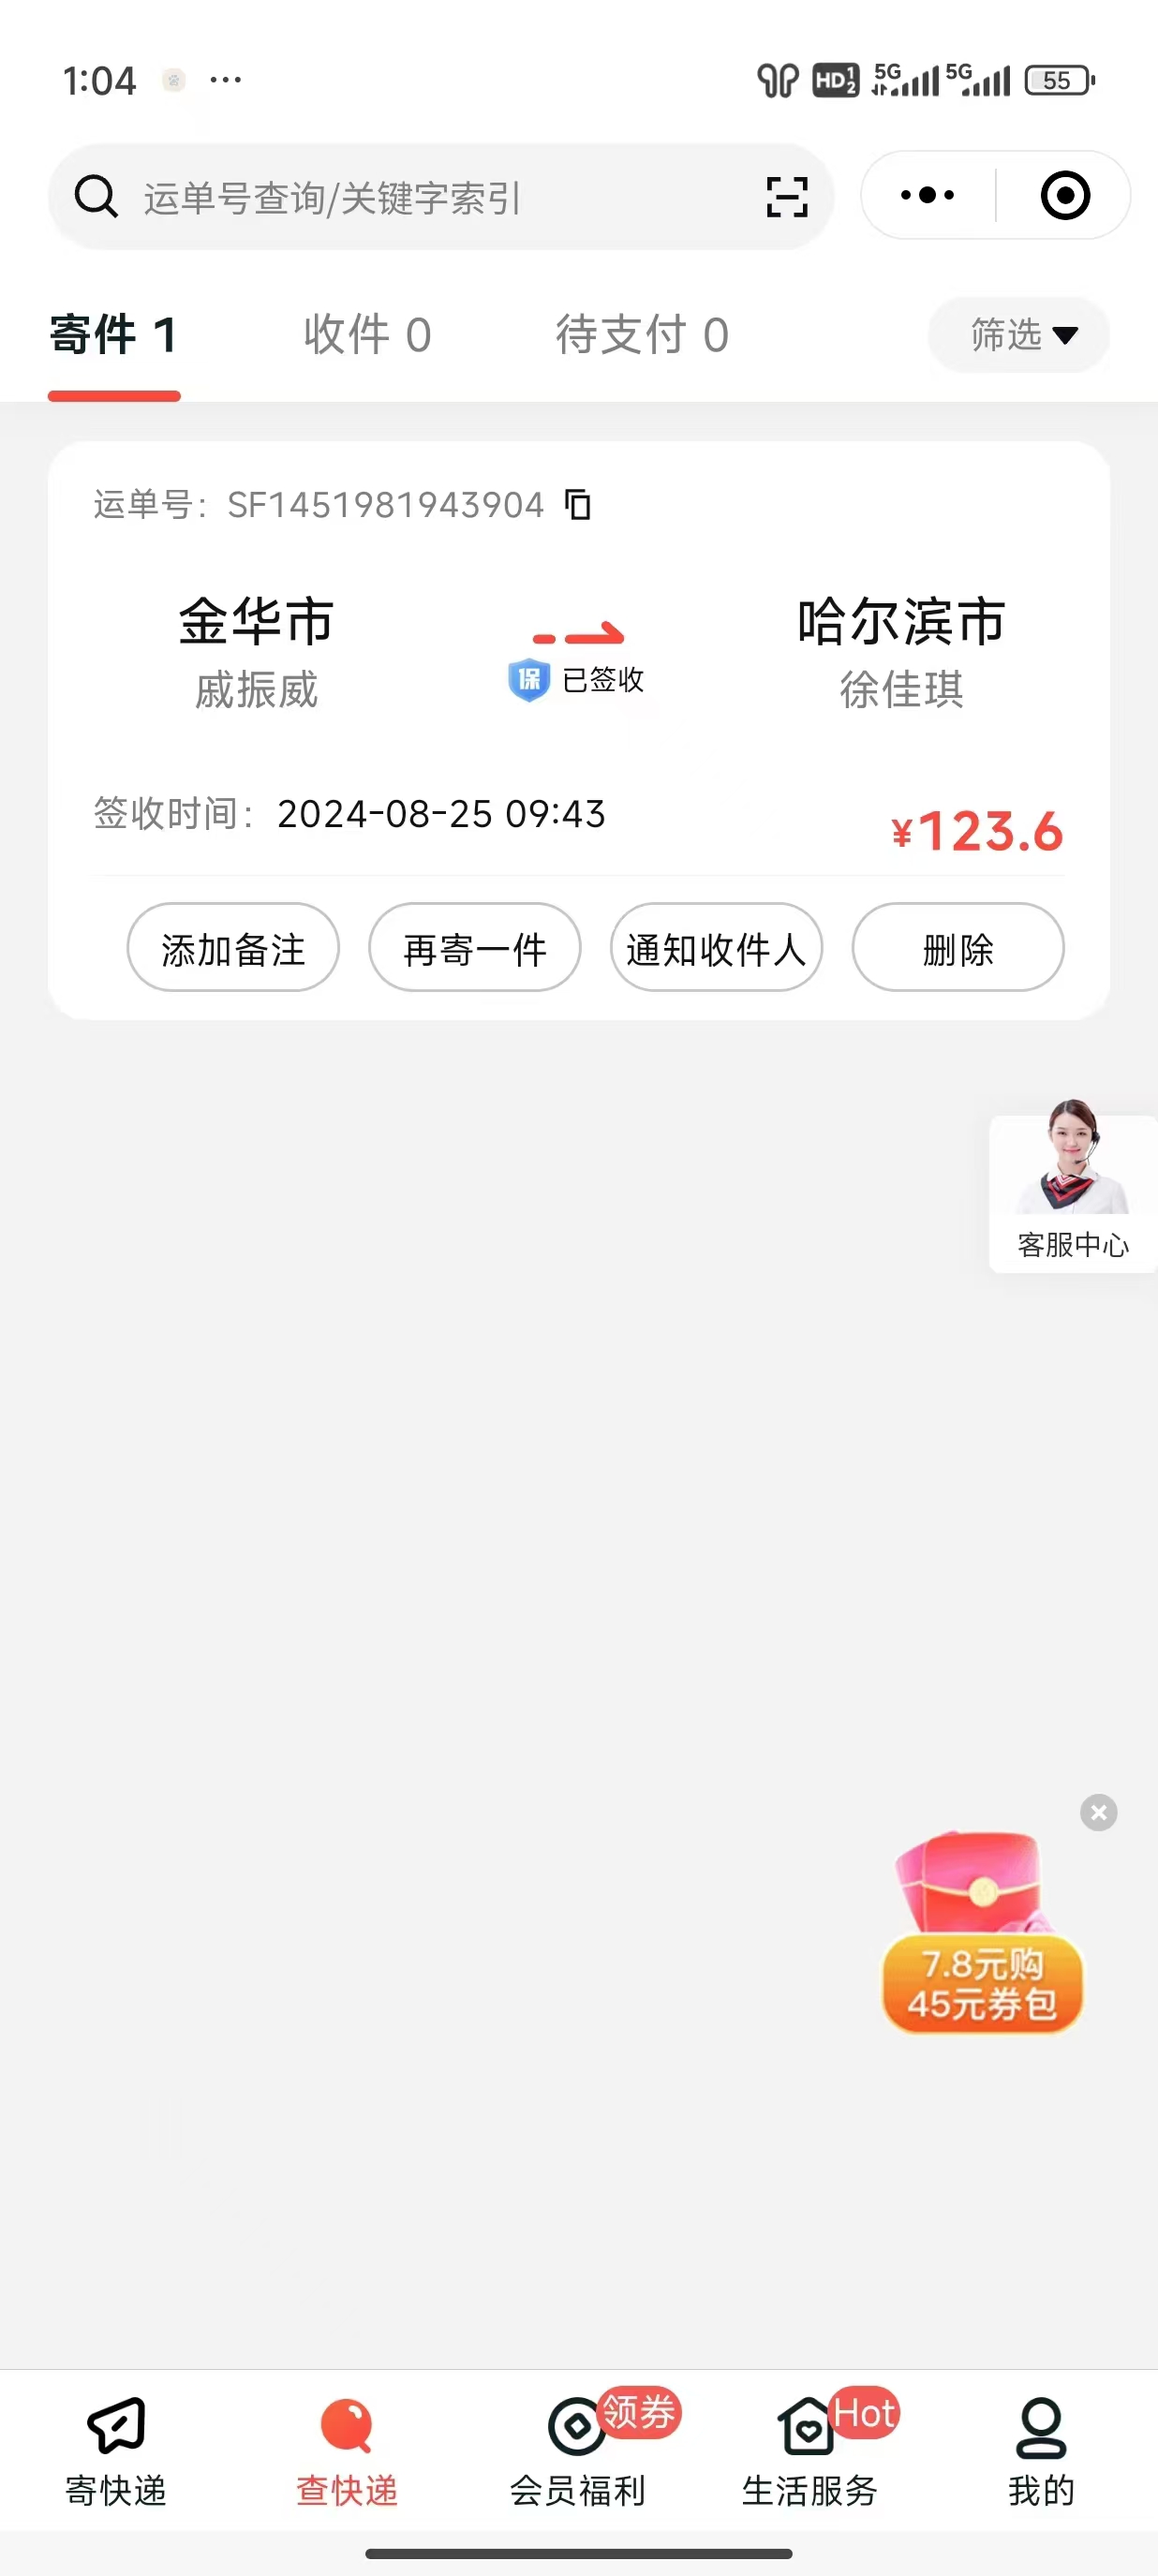 1:04 ···
HD 1 2 5G 5G 55
运单号查询/关键字索引
寄件 1 收件 0 待支付 0 筛选
运单号：SF1451981943904
金华市 哈尔滨市
戚振威 保 已签收 徐佳琪
签收时间：2024-08-25 09:43
¥123.6
添加备注 再寄一件 通知收件人 删除
客服中心
7.8元购
45元券包
领券 Hot
寄快递 查快递 会员福利 生活服务 我的